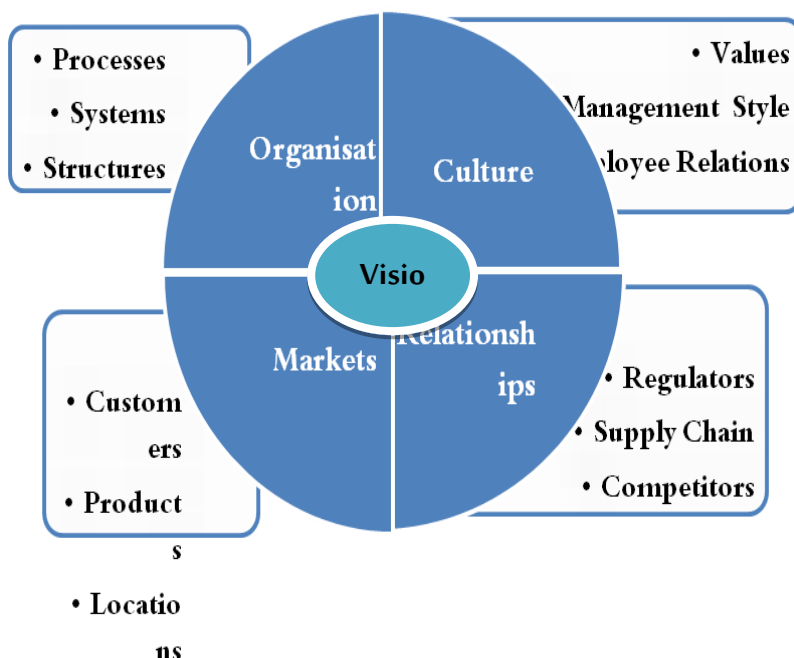 • Processes
• Systems
• Structures
• Values
Management Style
ployee Relations
Organisat
ion
Culture
Visio
Markets
Relationsh
ips
• Custom
ers
• Product
s
• Locatio
ns
• Regulators
• Supply Chain
• Competitors